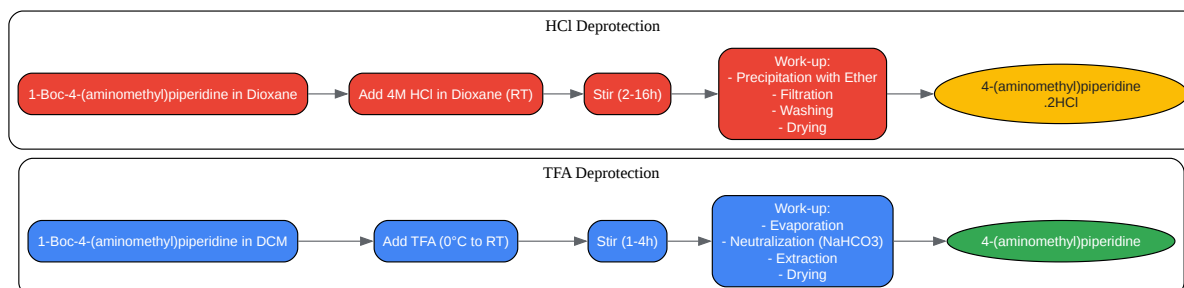 HCl Deprotection
1-Boc-4-(aminomethyl)piperidine in Dioxane
Add 4M HCl in Dioxane (RT)
Stir (2-16h)
Work-up:
- Precipitation with Ether
- Filtration
- Washing
- Drying
4-(aminomethyl)piperidine
.2HCl
TFA Deprotection
1-Boc-4-(aminomethyl)piperidine in DCM
Add TFA (0°C to RT)
Stir (1-4h)
Work-up:
- Evaporation
- Neutralization (NaHCO3)
- Extraction
- Drying
4-(aminomethyl)piperidine